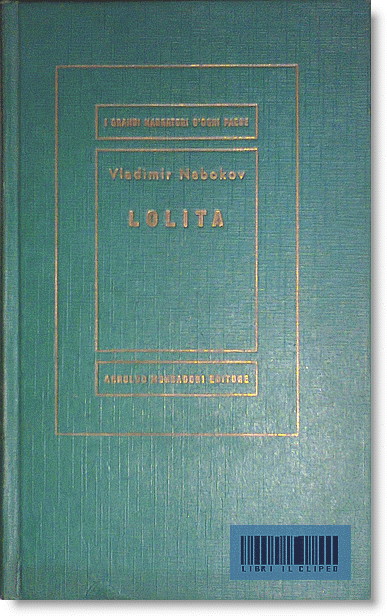 I GRANDI NARRATORI D'OGNI PAESE
Vladimir Nabokov
LOLITA
ARNOLDO MONDADORI EDITORE
LIBRI IL CLIPEO